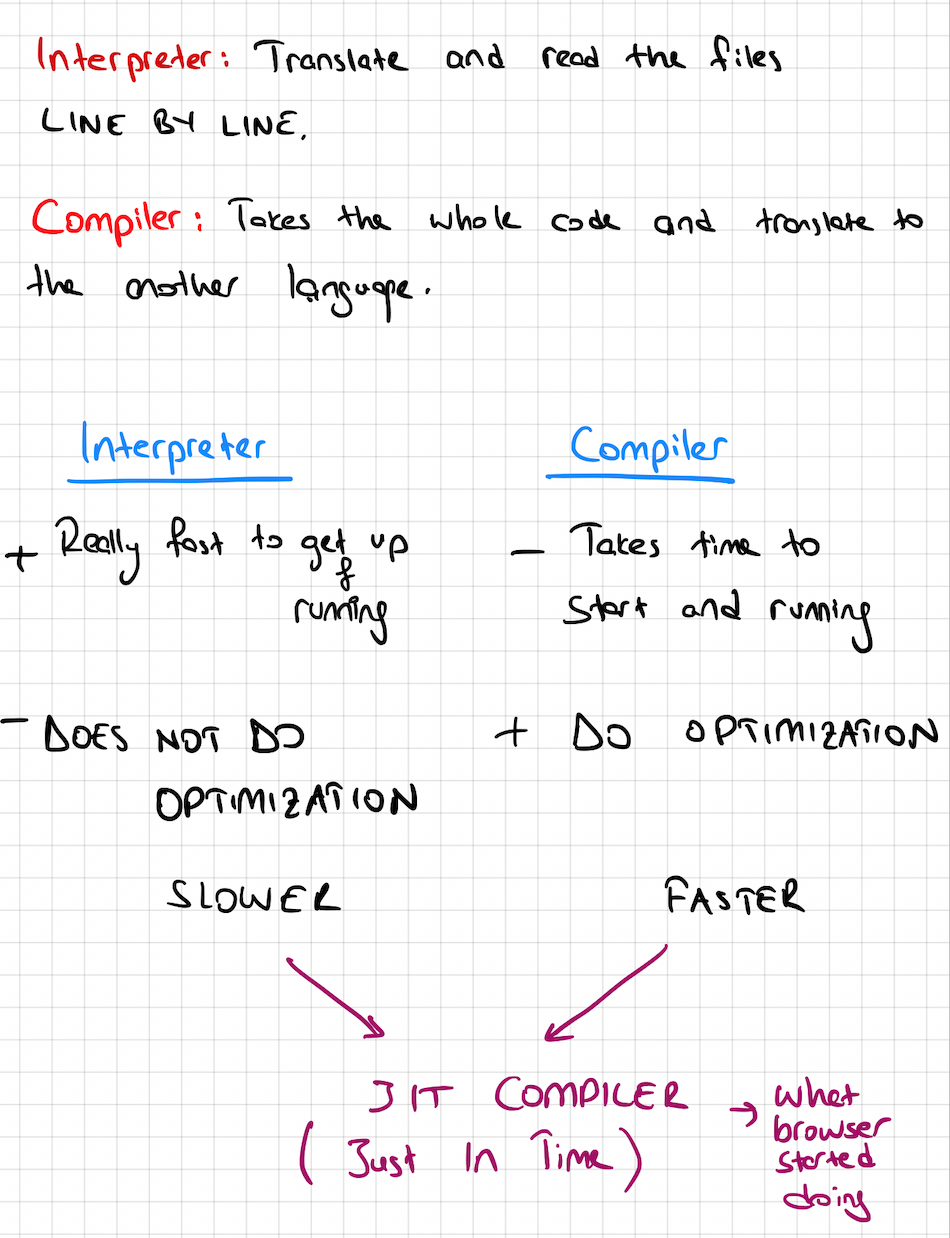 Interpreter: Translate and read the files
LINE BY LINE.
Compiler: Takes the whole code and translate to
the another language.
Interpreter
Compiler
+ Really fast to get up
&
running
- Takes time to
start and running
- DOES NOT DO
OPTIMIZATION
+ DO OPTIMIZATION
SLOWER
FASTER
JIT COMPILER
(Just In Time)
→ what
browser
started
doing